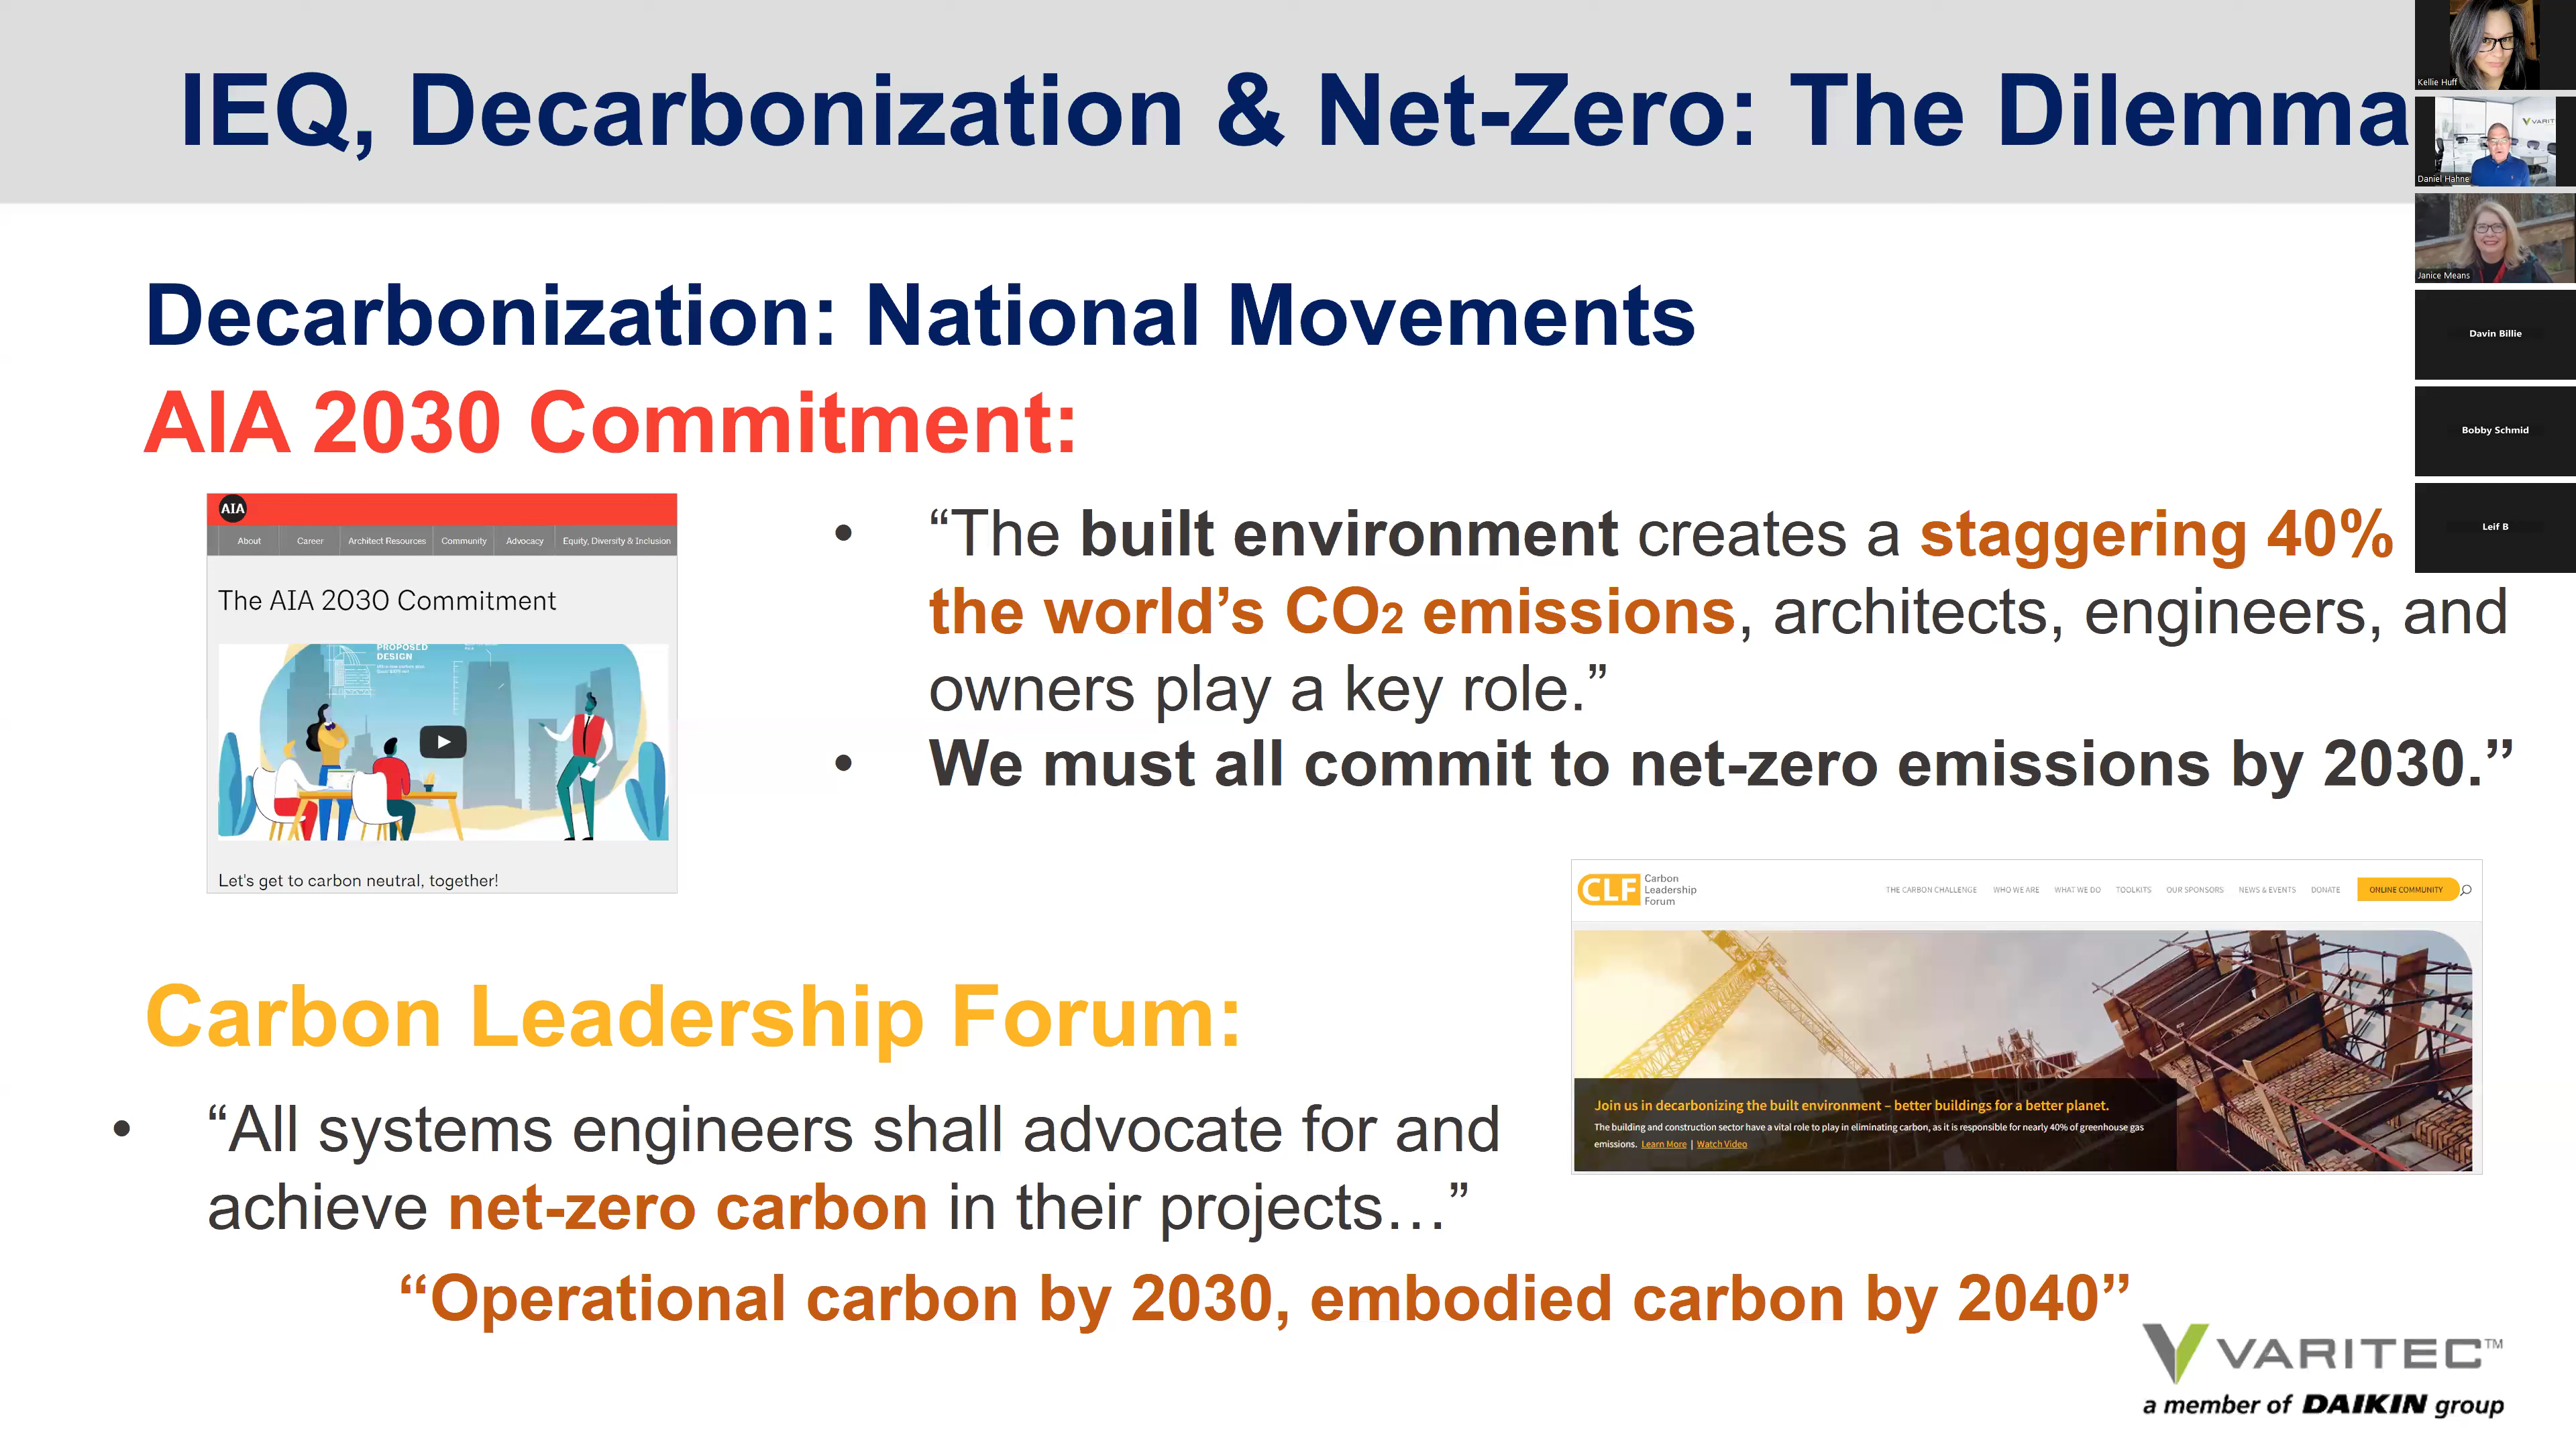 IEQ, Decarbonization & Net-Zero: The Dilemma
Kellie Huff
VARIT
Daniel Hahne
Janice Means
Davin Billie
Bobby Schmid
Leif B
Decarbonization: National Movements
AIA 2030 Commitment:
AIA
About Career Architect Resources Community Advocacy Equity, Diversity & Inclusion
The AIA 2030 Commitment
PROPOSED
DESIGN
Let's get to carbon neutral, together!
• “The built environment creates a staggering 40%
the world’s CO2 emissions, architects, engineers, and
owners play a key role.”
• We must all commit to net-zero emissions by 2030.”
CLF Carbon
Leadership
Forum
THE CARBON CHALLENGE WHO WE ARE WHAT WE DO TOOLKITS OUR SPONSORS NEWS & EVENTS DONATE ONLINE COMMUNITY
Join us in decarbonizing the built environment – better buildings for a better planet.
The building and construction sector have a vital role to play in eliminating carbon, as it is responsible for nearly 40% of greenhouse gas
emissions. Learn More | Watch Video
Carbon Leadership Forum:
• “All systems engineers shall advocate for and
achieve net-zero carbon in their projects…”
“Operational carbon by 2030, embodied carbon by 2040”
VARITEC™
a member of DAIKIN group